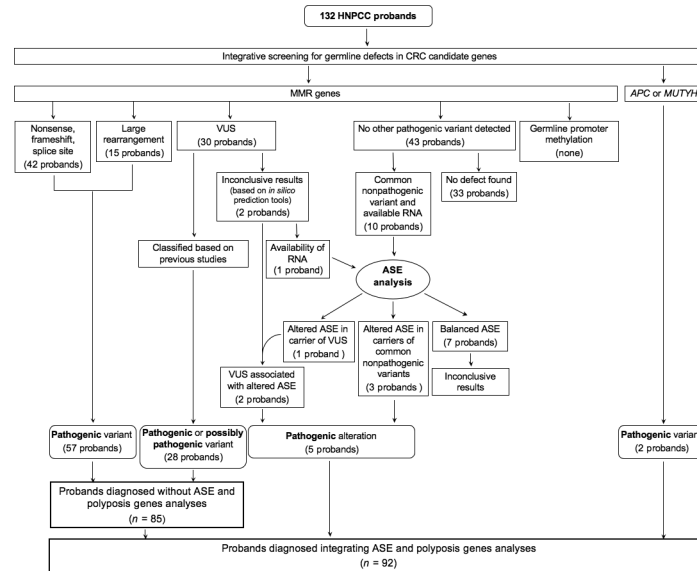 132 HNPCC probands
Integrative screening for germline defects in CRC candidate genes
MMR genes
APC or MUTYH
Nonsense,
frameshift,
splice site
(42 probands)
Large
rearrangement
(15 probands)
VUS
(30 probands)
No other pathogenic variant detected
(43 probands)
Germline promoter
methylation
(none)
Inconclusive results
(based on in silico
prediction tools)
(2 probands)
Common
nonpathogenic
variant and
available RNA
(10 probands)
No defect found
(33 probands)
Classified based on
previous studies
Availability of
RNA
(1 proband)
ASE
analysis
Altered ASE in
carrier of VUS
(1 proband )
Altered ASE in
carriers of
common
nonpathogenic
variants
(3 probands )
Balanced ASE
(7 probands)
VUS associated
with altered ASE
(2 probands)
Inconclusive
results
Pathogenic variant
(57 probands)
Pathogenic or possibly
pathogenic variant
(28 probands)
Pathogenic alteration
(5 probands)
Pathogenic variant
(2 probands)
Probands diagnosed without ASE and
polyposis genes analyses
(n = 85)
Probands diagnosed integrating ASE and polyposis genes analyses
(n = 92)